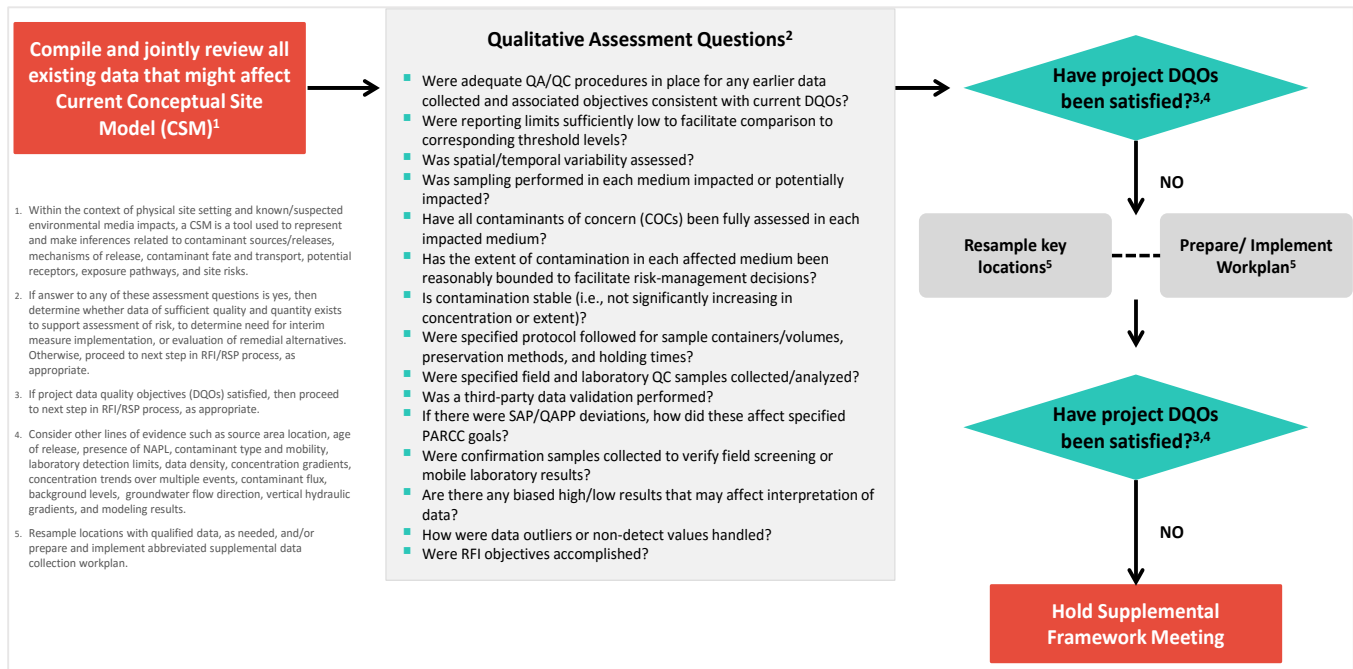 Compile and jointly review all
existing data that might affect
Current Conceptual Site
Model (CSM)1
1. Within the context of physical site setting and known/suspected
environmental media impacts, a CSM is a tool used to represent
and make inferences related to contaminant sources/releases,
mechanisms of release, contaminant fate and transport, potential
receptors, exposure pathways, and site risks.
2. If answer to any of these assessment questions is yes, then
determine whether data of sufficient quality and quantity exists
to support assessment of risk, to determine need for interim
measure implementation, or evaluation of remedial alternatives.
Otherwise, proceed to next step in RFI/RSP process, as
appropriate.
3. If project data quality objectives (DQOs) satisfied, then proceed
to next step in RFI/RSP process, as appropriate.
4. Consider other lines of evidence such as source area location, age
of release, presence of NAPL, contaminant type and mobility,
laboratory detection limits, data density, concentration gradients,
concentration trends over multiple events, contaminant flux,
background levels, groundwater flow direction, vertical hydraulic
gradients, and modeling results.
5. Resample locations with qualified data, as needed, and/or
prepare and implement abbreviated supplemental data
collection workplan.
Qualitative Assessment Questions2
Were adequate QA/QC procedures in place for any earlier data
collected and associated objectives consistent with current DQOs?
Were reporting limits sufficiently low to facilitate comparison to
corresponding threshold levels?
Was spatial/temporal variability assessed?
Was sampling performed in each medium impacted or potentially
impacted?
Have all contaminants of concern (COCs) been fully assessed in each
impacted medium?
Has the extent of contamination in each affected medium been
reasonably bounded to facilitate risk-management decisions?
Is contamination stable (i.e., not significantly increasing in
concentration or extent)?
Were specified protocol followed for sample containers/volumes,
preservation methods, and holding times?
Were specified field and laboratory QC samples collected/analyzed?
Was a third-party data validation performed?
If there were SAP/QAPP deviations, how did these affect specified
PARCC goals?
Were confirmation samples collected to verify field screening or
mobile laboratory results?
Are there any biased high/low results that may affect interpretation of
data?
How were data outliers or non-detect values handled?
Were RFI objectives accomplished?
Have project DQOs
been satisfied?3,4
NO
Resample key
locations5
Prepare/ Implement
Workplan5
Have project DQOs
been satisfied?3,4
NO
Hold Supplemental
Framework Meeting